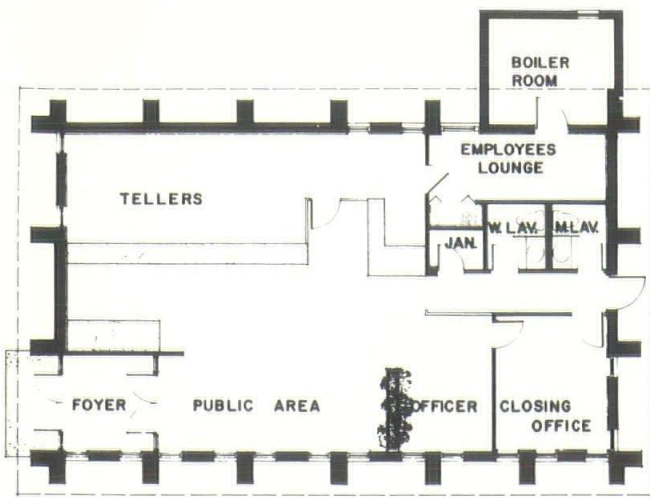 BOILER
ROOM
EMPLOYEES
LOUNGE
TELLERS
W. LAV.
M. LAV.
JAN.
FOYER
PUBLIC AREA
OFFICER
CLOSING
OFFICE